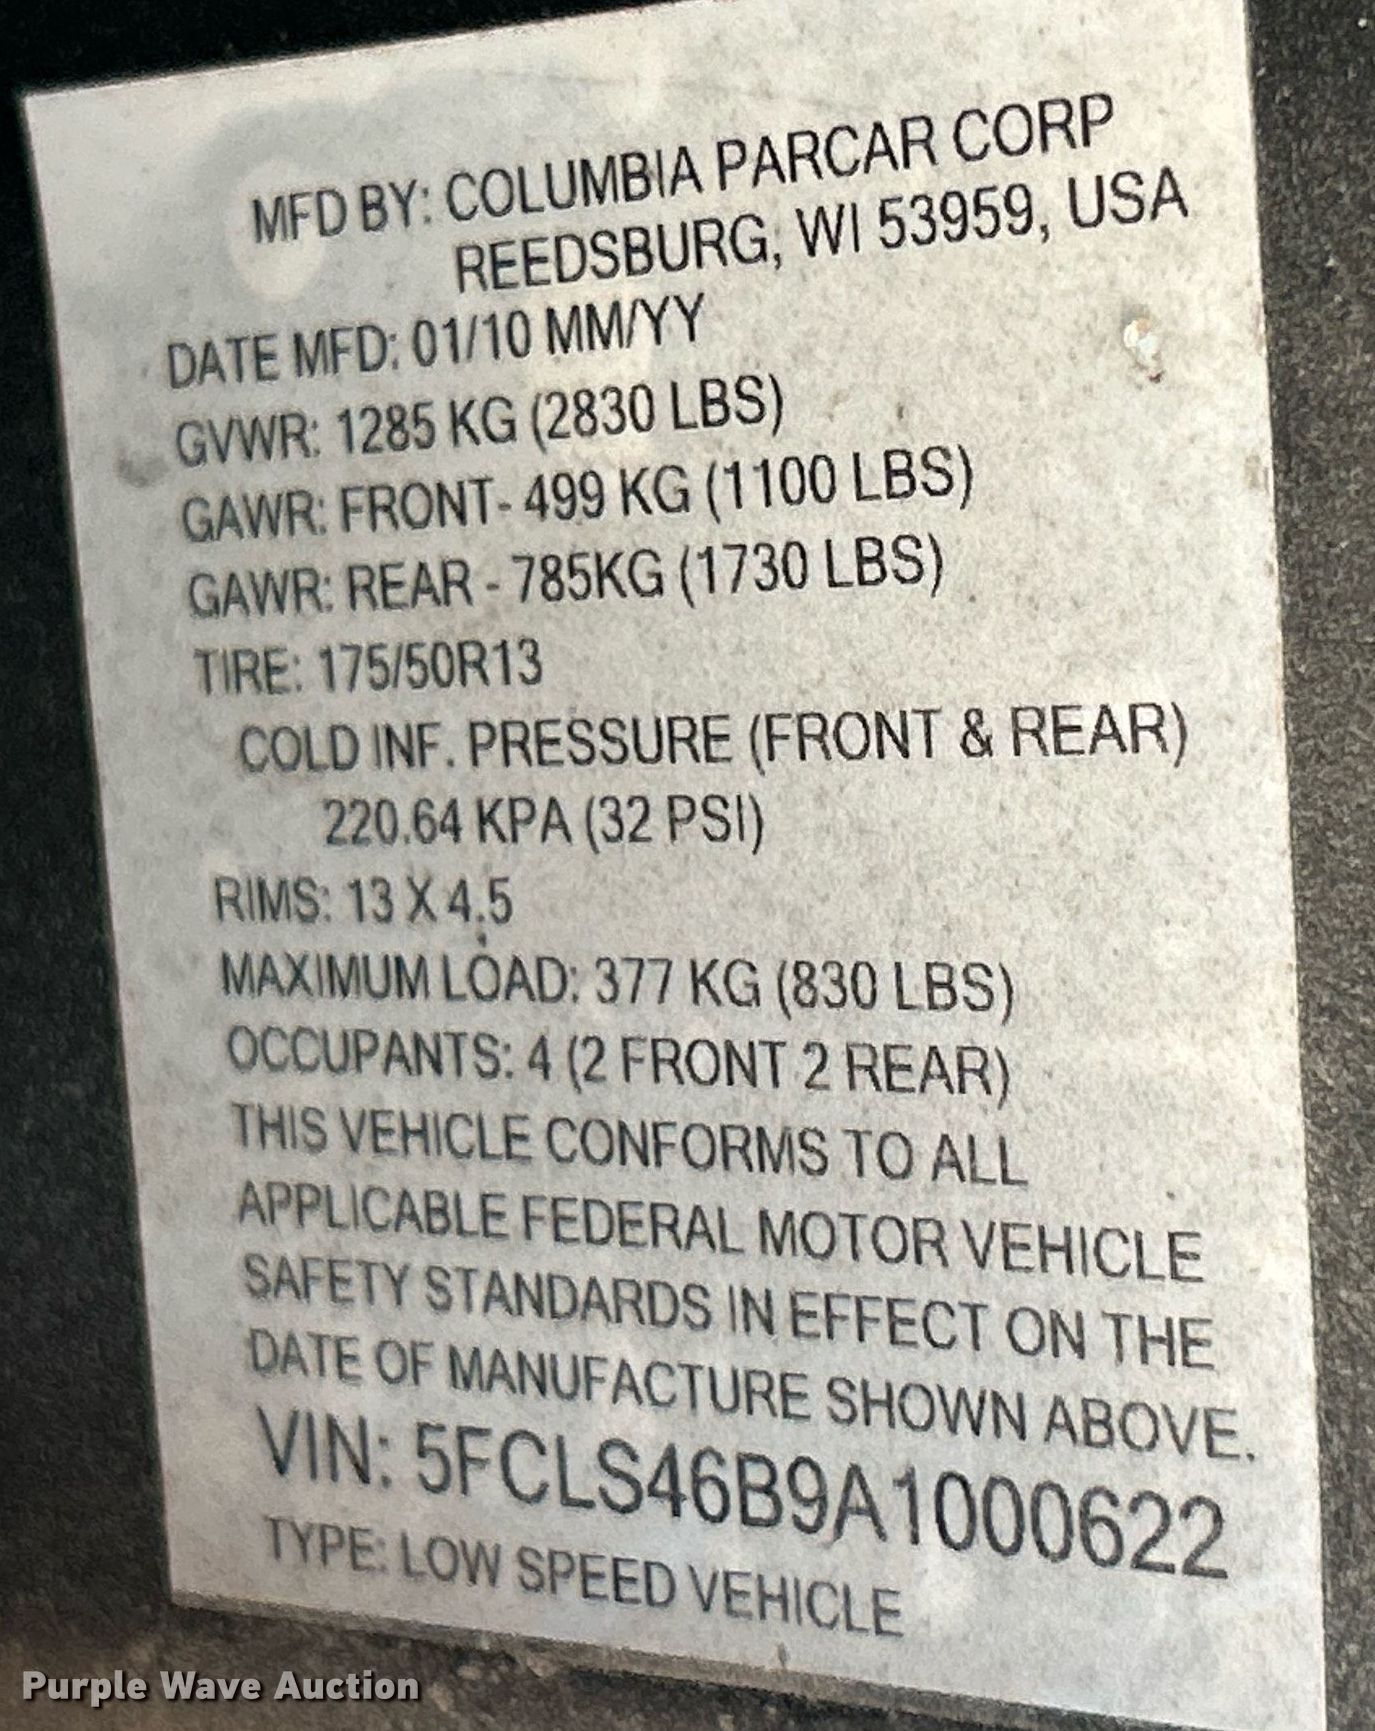 MFD BY: COLUMBIA PARCAR CORP
REEDSBURG, WI 53959, USA
DATE MFD: 01/10 MM/YY
GVWR: 1285 KG (2830 LBS)
GAWR: FRONT- 499 KG (1100 LBS)
GAWR: REAR - 785KG (1730 LBS)
TIRE: 175/50R13
COLD INF. PRESSURE (FRONT & REAR)
220.64 KPA (32 PSI)
RIMS: 13 X 4.5
MAXIMUM LOAD: 377 KG (830 LBS)
OCCUPANTS: 4 (2 FRONT 2 REAR)
THIS VEHICLE CONFORMS TO ALL
APPLICABLE FEDERAL MOTOR VEHICLE
SAFETY STANDARDS IN EFFECT ON THE
DATE OF MANUFACTURE SHOWN ABOVE.
VIN: 5FCLS46B9A1000622
TYPE: LOW SPEED VEHICLE
Purple Wave Auction